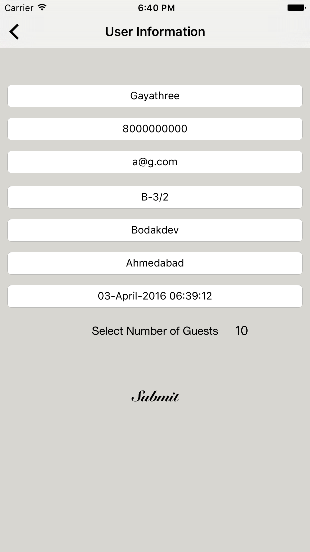 Carrier 6:40 PM
User Information
Gayathree
8000000000
a@g.com
B-3/2
Bodakdev
Ahmedabad
03-April-2016 06:39:12
Select Number of Guests 10
Submit